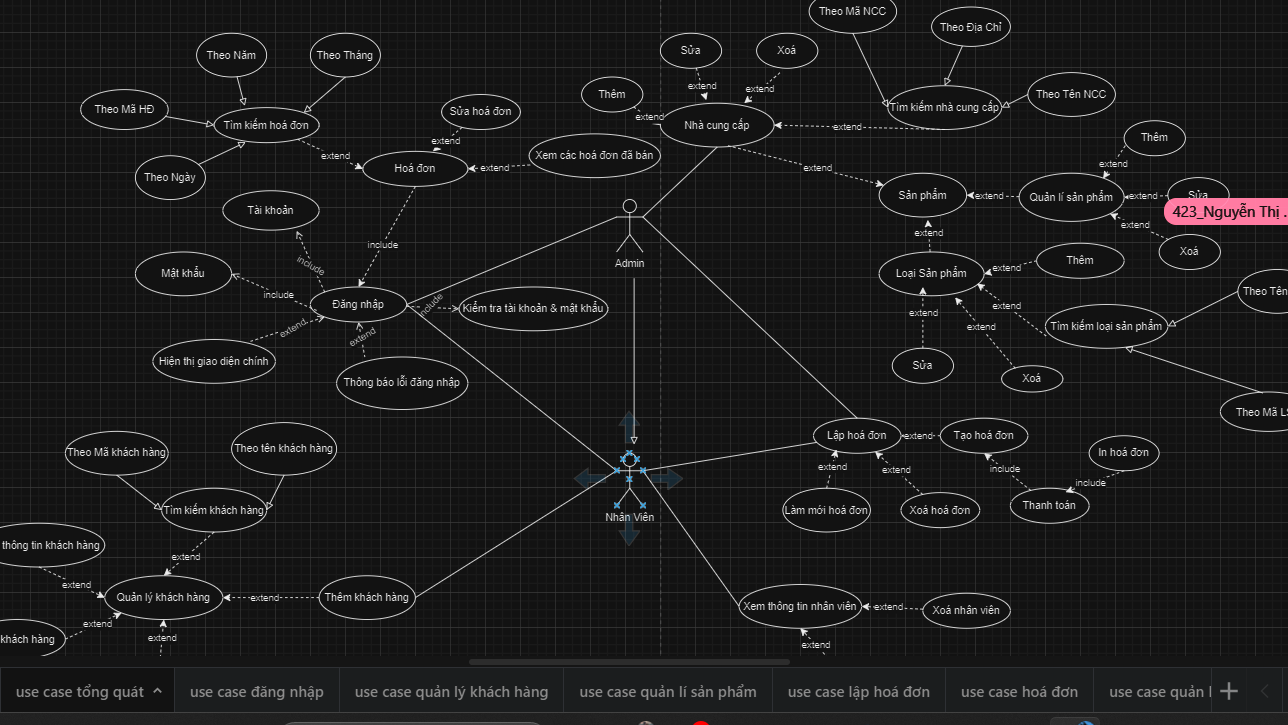 Theo Mã NCC
Theo Địa Chỉ
Theo Năm
Theo Tháng
Sửa
Xoá
extend
extend
Thêm
extend
Theo Mã HĐ
Tìm kiếm hoá đơn
Sửa hoá đơn
extend
Nhà cung cấp
extend
Tìm kiếm nhà cung cấp
Theo Tên NCC
Thêm
extend
Hoá đơn
extend
Xem các hoá đơn đã bán
extend
extend
Theo Ngày
Sản phẩm
extend
Quản lí sản phẩm
extend
Sửa
423_Nguyễn Thị ...
Tài khoản
extend
extend
Xoá
include
Admin
include
Mật khẩu
include
Loại Sản phẩm
extend
Thêm
Theo Tên
Đăng nhập
include
Kiểm tra tài khoản & mật khẩu
extend
extend
extend
extend
extend
Tìm kiếm loại sản phẩm
Hiện thị giao diện chính
Thông báo lỗi đăng nhập
Sửa
Xoá
Theo Mã
Lập hoá đơn
extend
Tạo hoá đơn
Theo Mã khách hàng
Theo tên khách hàng
In hoá đơn
extend
extend
include
include
Tìm kiếm khách hàng
Nhân Viên
Làm mới hoá đơn
Xoá hoá đơn
Thanh toán
thông tin khách hàng
extend
extend
Quản lý khách hàng
extend
Thêm khách hàng
Xem thông tin nhân viên
extend
Xoá nhân viên
khách hàng
extend
extend
extend
use case tổng quát
use case đăng nhập
use case quản lý khách hàng
use case quản lí sản phẩm
use case lập hoá đơn
use case hoá đơn
use case quản l